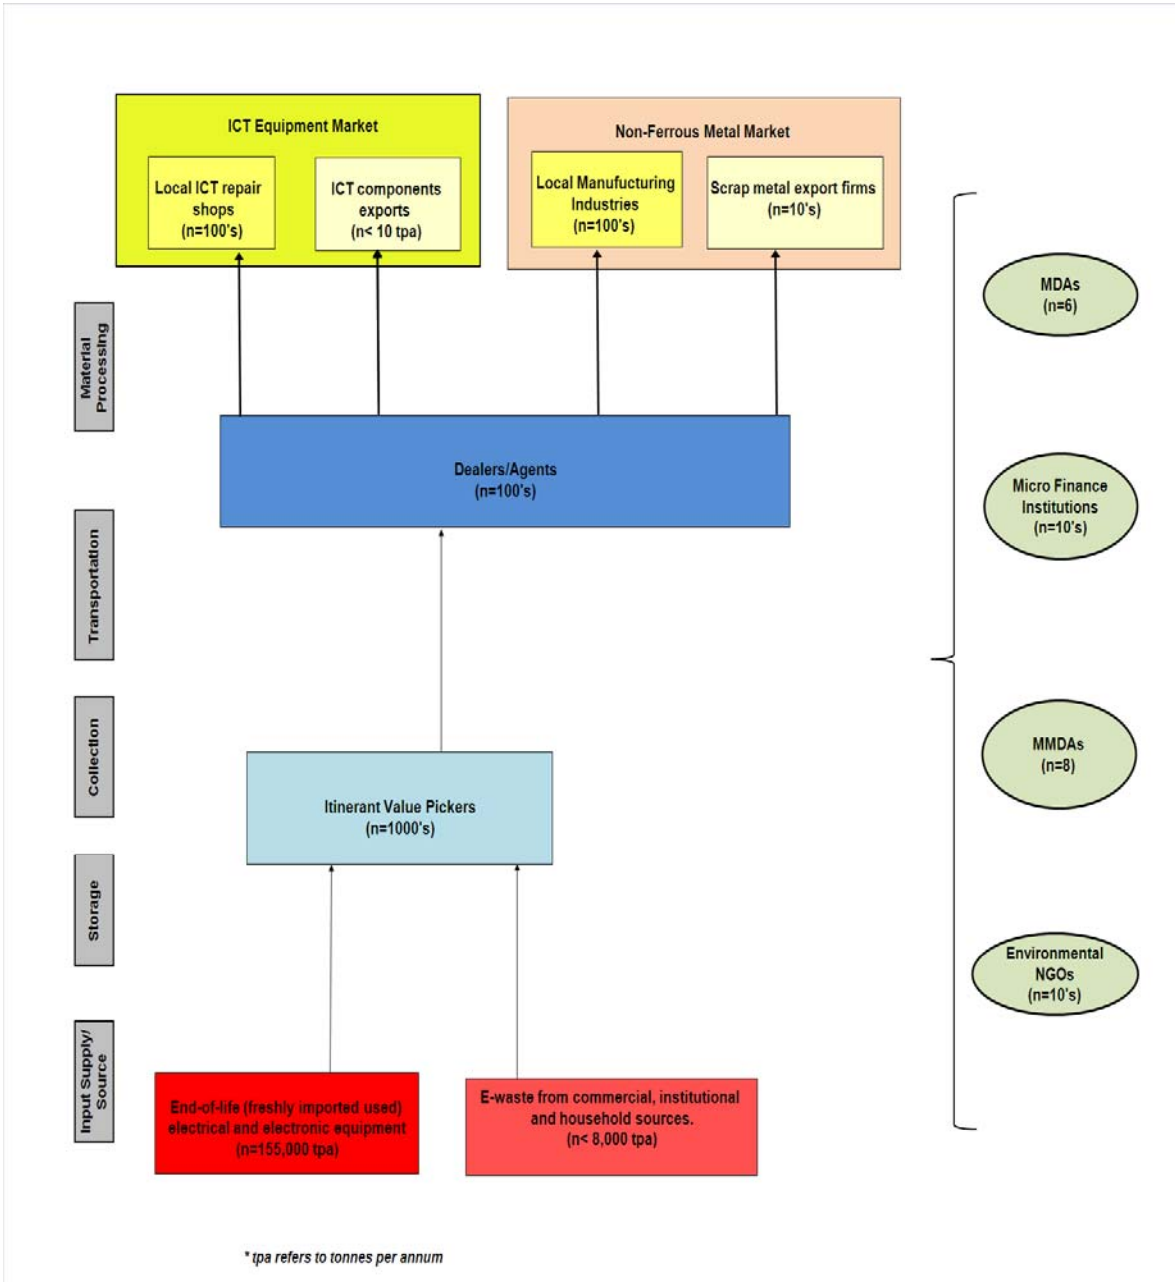 ICT Equipment Market
Local ICT repair
shops
(n=100's)
ICT components
exports
(n< 10 tpa)
Non-Ferrous Metal Market
Local Manufucturing
Industries
(n=100's)
Scrap metal export firms
(n=10's)
Material
Processing
Dealers/Agents
(n=100's)
Transportation
Collection
Itinerant Value Pickers
(n=1000's)
Storage
Input Supply/
Source
End-of-life (freshly imported used)
electrical and electronic equipment
(n=155,000 tpa)
E-waste from commercial, institutional
and household sources.
(n< 8,000 tpa)
MDAs
(n=6)
Micro Finance
Institutions
(n=10's)
MMDAs
(n=8)
Environmental
NGOs
(n=10's)
* tpa refers to tonnes per annum